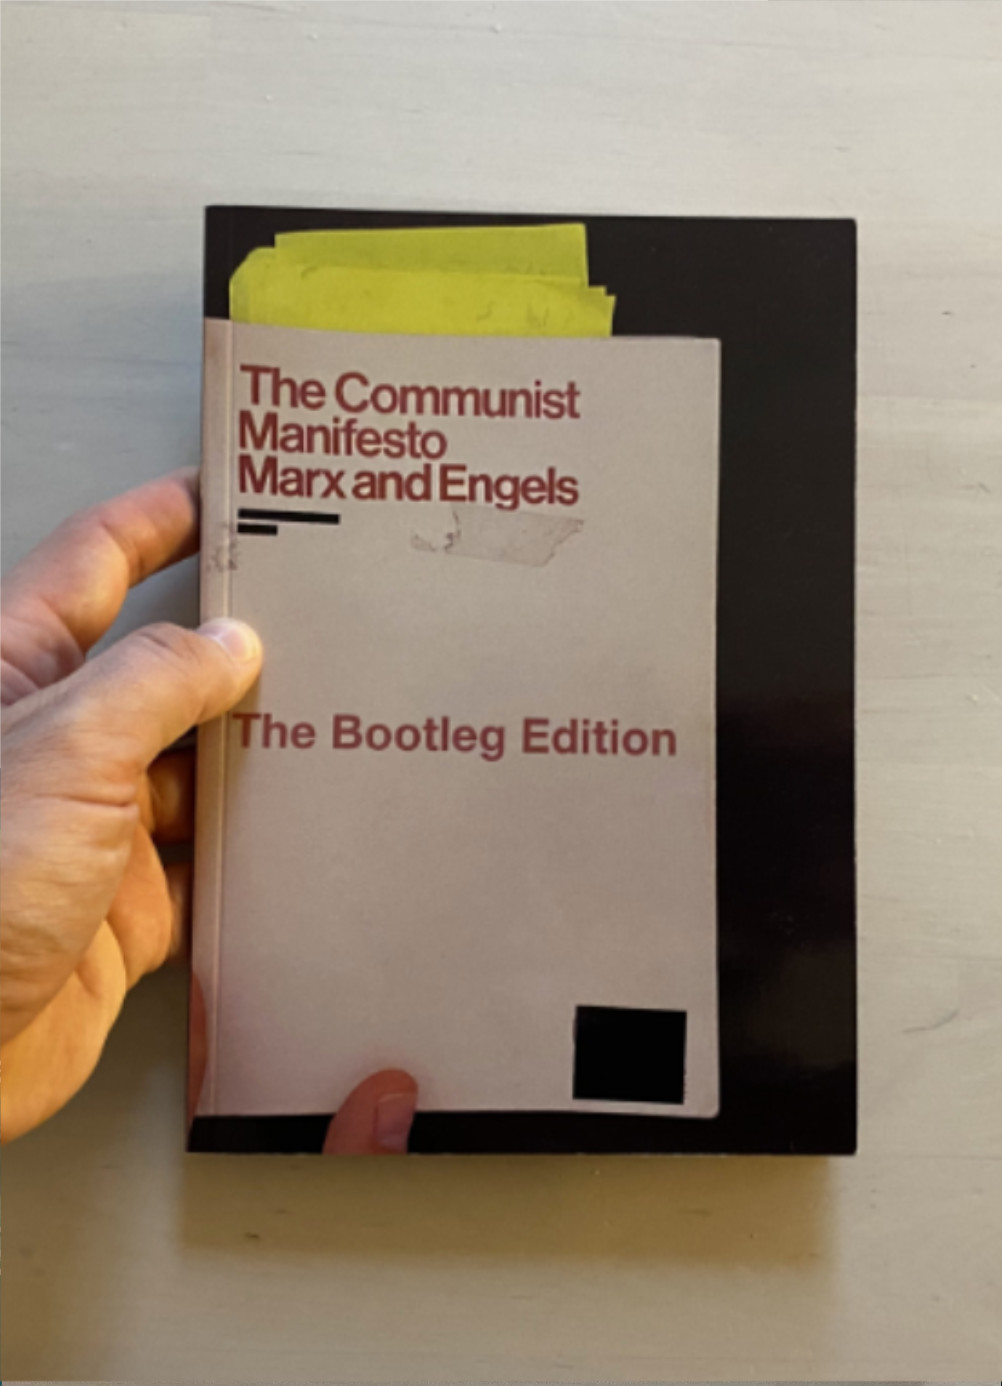 The Communist
Manifesto
Marx and Engels
The Bootleg Edition